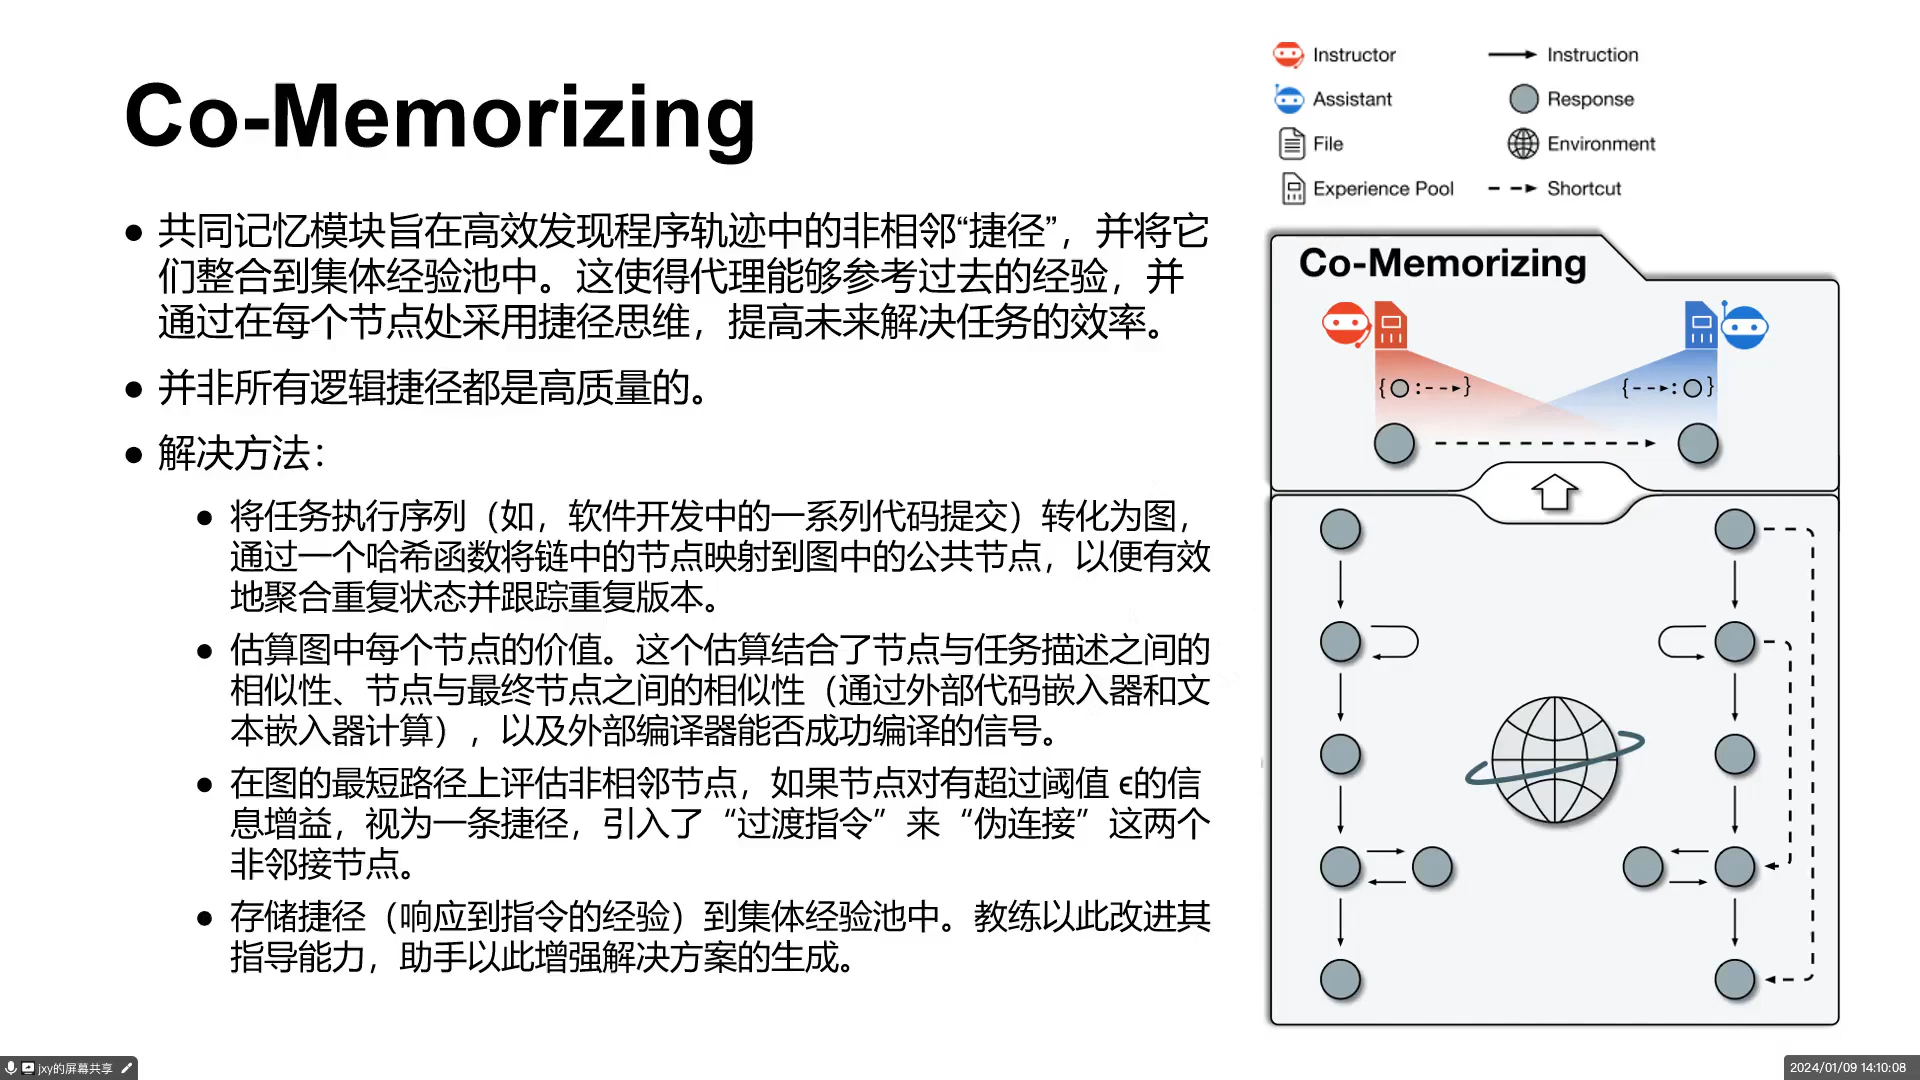 Co-Memorizing
共同记忆模块旨在高效发现程序轨迹中的非相邻“捷径”，并将它
们整合到集体经验池中。这使得代理能够参考过去的经验，并
通过在每个节点处采用捷径思维，提高未来解决任务的效率。
并非所有逻辑捷径都是高质量的。
解决方法：
将任务执行序列（如，软件开发中的一系列代码提交）转化为图，
通过一个哈希函数将链中的节点映射到图中的公共节点，以便有效
地聚合重复状态并跟踪重复版本。
估算图中每个节点的价值。这个估算结合了节点与任务描述之间的
相似性、节点与最终节点之间的相似性（通过外部代码嵌入器和文
本嵌入器计算），以及外部编译器能否成功编译的信号。
在图的最短路径上评估非相邻节点，如果节点对有超过阈值 ϵ的信
息增益，视为一条捷径，引入了“过渡指令”来“伪连接”这两个
非邻接节点。
存储捷径（响应到指令的经验）到集体经验池中。教练以此改进其
指导能力，助手以此增强解决方案的生成。
Instructor
Instruction
Assistant
Response
File
Environment
Experience Pool
Shortcut
Co-Memorizing
jxy的屏幕共享
2024/01/09 14:10:08